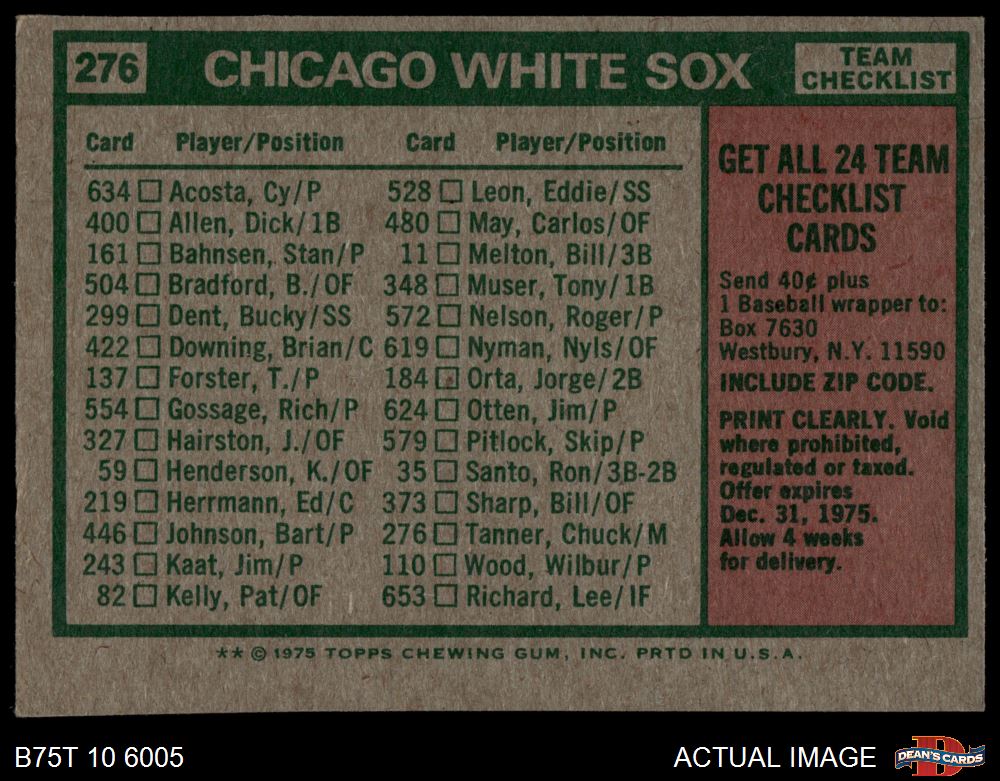 276 CHICAGO WHITE SOX TEAM CHECKLIST
Card Player/Position Card Player/Position
634 □ Acosta, Cy/P 528 □ Leon, Eddie/SS
400 □ Allen, Dick/1B 480 □ May, Carlos/OF
161 □ Bahnsen, Stan/P 11 □ Melton, Bill/3B
504 □ Bradford, B./OF 348 □ Muser, Tony/1B
299 □ Dent, Bucky/SS 572 □ Nelson, Roger/P
422 □ Downing, Brian/C 619 □ Nyman, Nyls/OF
137 □ Forster, T./P 184 □ Orta, Jorge/2B
554 □ Gossage, Rich/P 624 □ Otten, Jim/P
327 □ Hairston, J./OF 579 □ Pitlock, Skip/P
59 □ Henderson, K./OF 35 □ Santo, Ron/3B-2B
219 □ Herrmann, Ed/C 373 □ Sharp, Bill/OF
446 □ Johnson, Bart/P 276 □ Tanner, Chuck/M
243 □ Kaat, Jim/P 110 □ Wood, Wilbur/P
82 □ Kelly, Pat/OF 653 □ Richard, Lee/IF
GET ALL 24 TEAM
CHECKLIST
CARDS
Send 40¢ plus
1 Baseball wrapper to:
Box 7630
Westbury, N.Y. 11590
INCLUDE ZIP CODE.
PRINT CLEARLY. Void
where prohibited,
regulated or taxed.
Offer expires
Dec. 31, 1975.
Allow 4 weeks
for delivery.
** © 1975 TOPPS CHEWING GUM, INC. PRTD IN U.S.A.
B75T 10 6005 ACTUAL IMAGE
D
DEAN'S CARDS